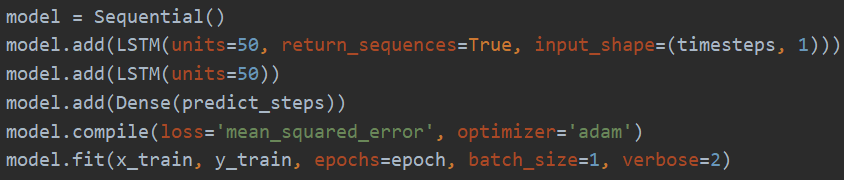 model = Sequential()
model.add(LSTM(units=50, return_sequences=True, input_shape=(timesteps, 1)))
model.add(LSTM(units=50))
model.add(Dense(predict_steps))
model.compile(loss='mean_squared_error', optimizer='adam')
model.fit(x_train, y_train, epochs=epoch, batch_size=1, verbose=2)